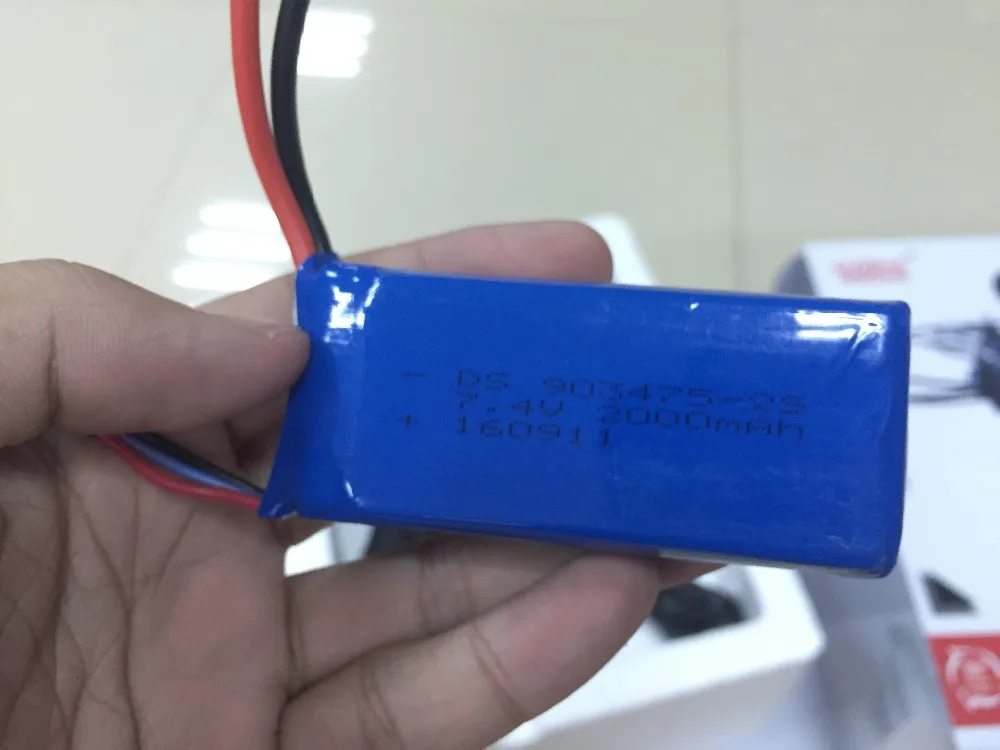 - DS 903475-2S
7.4V 2000mAh
+ 160911